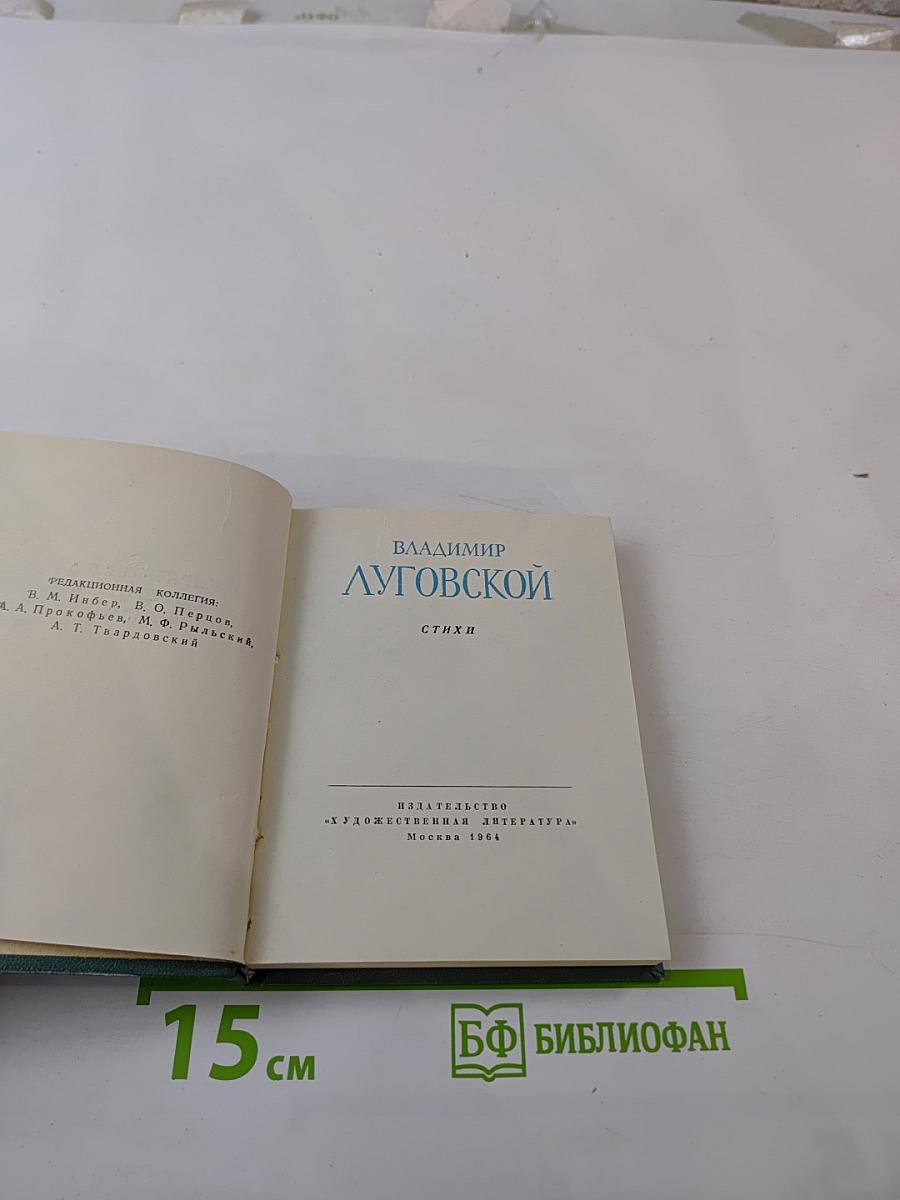 РЕДАКЦИОННАЯ КОЛЛЕГИЯ:
В. М. Инбер, В. О. Перцов,
А. А. Прокофьев, М. Ф. Рыльский,
А. Т. Твардовский
ВЛАДИМИР
ЛУГОВСКОЙ
СТИХИ
ИЗДАТЕЛЬСТВО
«ХУДОЖЕСТВЕННАЯ ЛИТЕРАТУРА»
Москва 1964
15 см
БФ БИБЛИОФАН